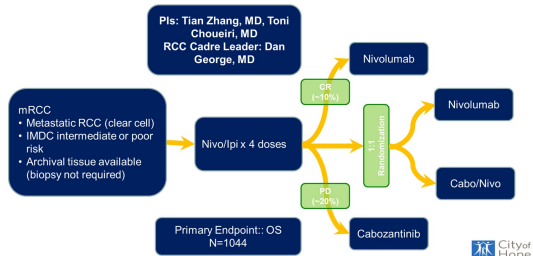 PIs: Tian Zhang, MD, Toni
Choueiri, MD
RCC Cadre Leader: Dan
George, MD
Nivolumab
CR
(~10%)
mRCC
• Metastatic RCC (clear cell)
• IMDC intermediate or poor
risk
• Archival tissue available
(biopsy not required)
Nivo/Ipi x 4 doses
1:1
Randomization
Nivolumab
Cabo/Nivo
PD
(~20%)
Cabozantinib
Primary Endpoint:: OS
N=1044
City of
Hope